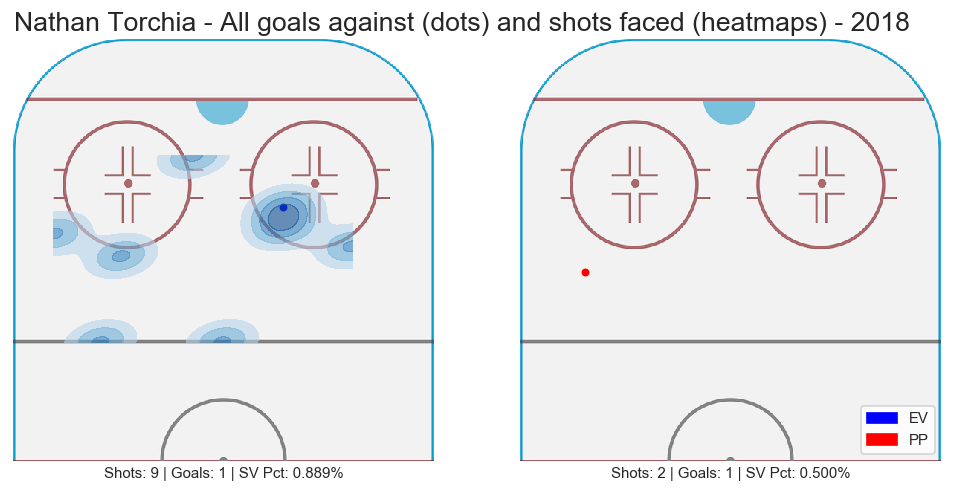 Nathan Torchia - All goals against (dots) and shots faced (heatmaps) - 2018
EV
PP
Shots: 9 | Goals: 1 | SV Pct: 0.889%
Shots: 2 | Goals: 1 | SV Pct: 0.500%